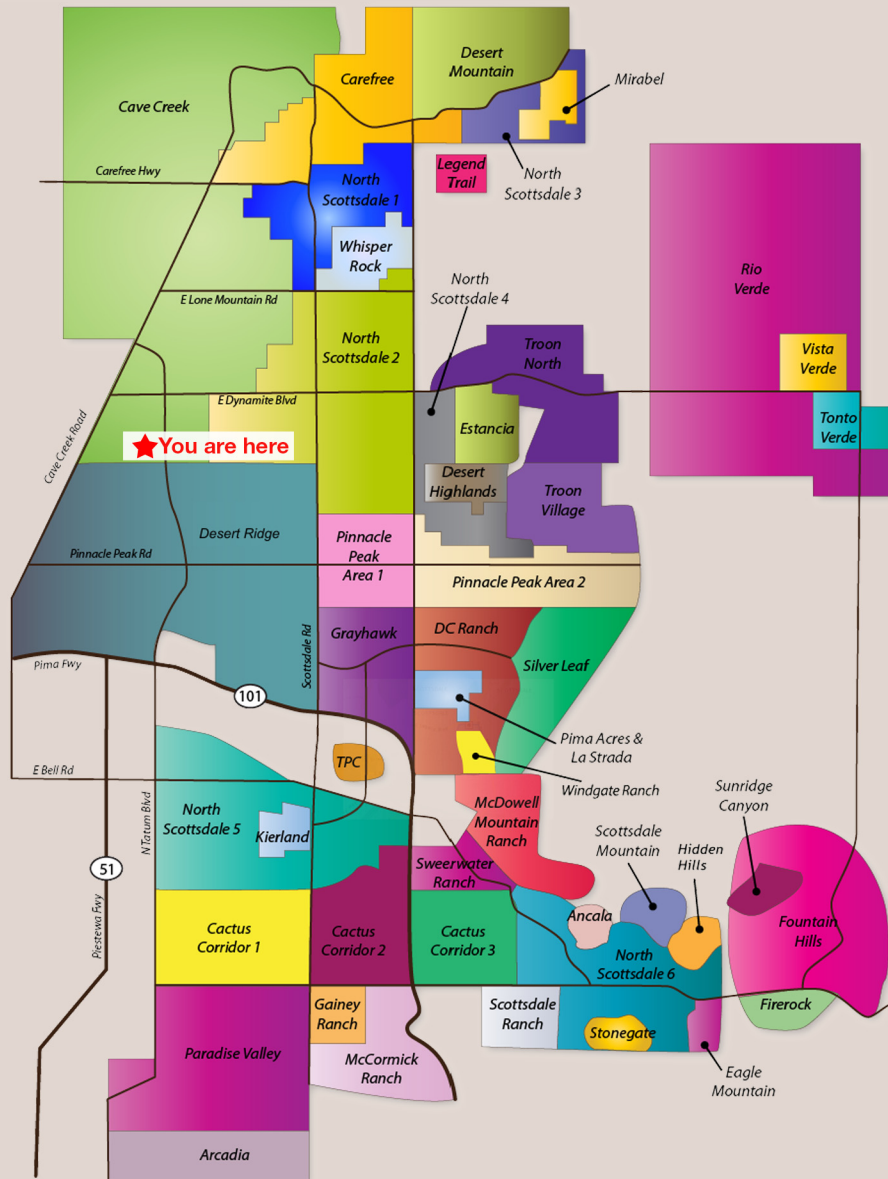 Carefree
Desert
Mountain
Mirabel
Cave Creek
Carefree Hwy
Legend
Trail
North
Scottsdale 3
North
Scottsdale 1
Whisper
Rock
Rio
Verde
North
Scottsdale 4
E Lone Mountain Rd
North
Scottsdale 2
Troon
North
Vista
Verde
E Dynamite Blvd
Tonto
Verde
Cave Creek Road
You are here
Estancia
Desert
Highlands
Troon
Village
Desert Ridge
Pinnacle Peak Rd
Pinnacle
Peak
Area 1
Pinnacle Peak Area 2
Scottsdale Rd
Grayhawk
DC Ranch
Silver Leaf
Pima Fwy
101
Pima Acres &
La Strada
TPC
E Bell Rd
Windgate Ranch
N Tatum Blvd
North
Scottsdale 5
Kierland
McDowell
Mountain
Ranch
Sunridge
Canyon
Scottsdale
Mountain
Hidden
Hills
51
Piestewa Fwy
Sweerwater
Ranch
Cactus
Corridor 1
Cactus
Corridor 2
Cactus
Corridor 3
Ancala
North
Scottsdale 6
Fountain
Hills
Gainey
Ranch
Scottsdale
Ranch
Stonegate
Firerock
Paradise Valley
McCormick
Ranch
Eagle
Mountain
Arcadia